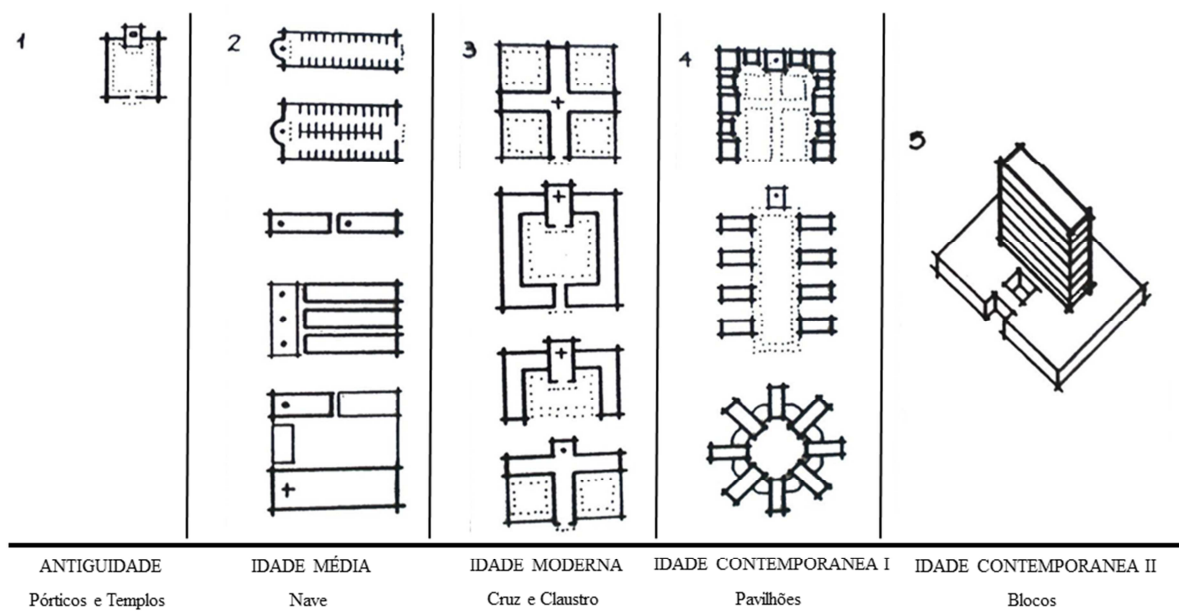 1
2
3
4
5
ANTIGUIDADE
Pórticos e Templos
IDADE MÉDIA
Nave
IDADE MODERNA
Cruz e Claustro
IDADE CONTEMPORANEA I
Pavilhões
IDADE CONTEMPORANEA II
Blocos